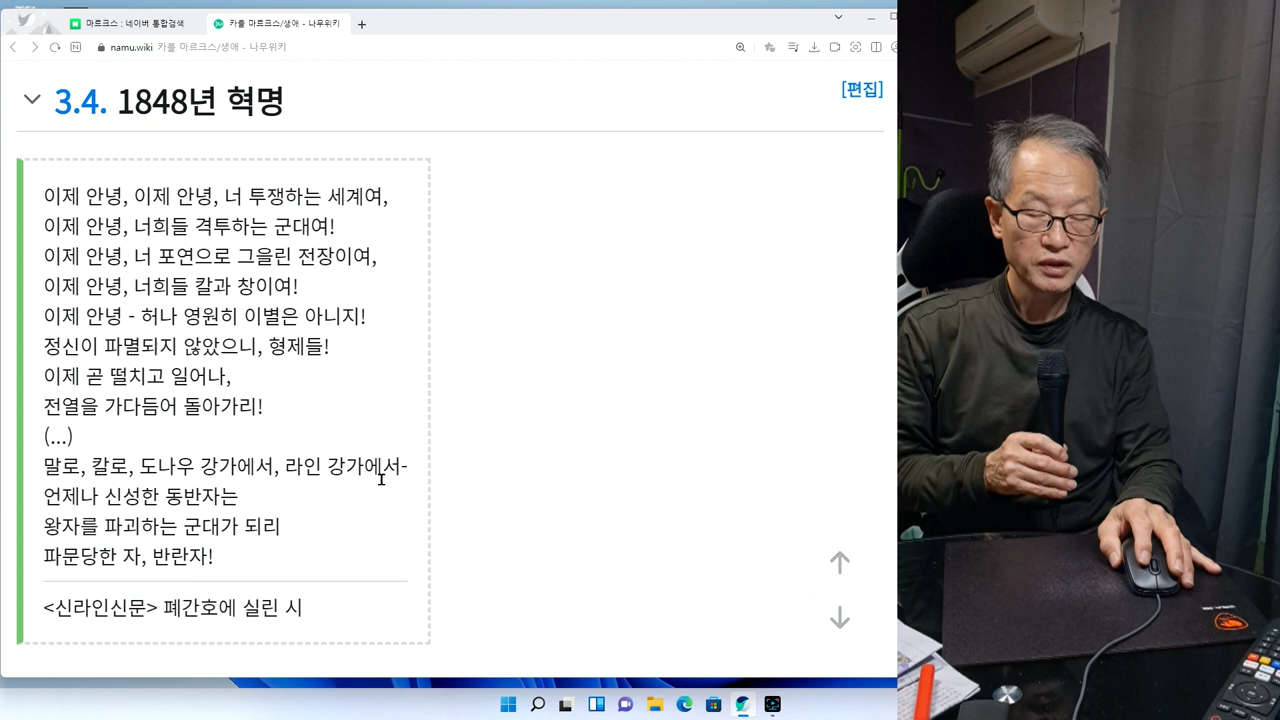 마르크스 : 네이버 통합검색
카를 마르크스/생애 - 나무위키
namu.wiki 카를 마르크스/생애 - 나무위키
3.4. 1848년 혁명
[편집]
이제 안녕, 이제 안녕, 너 투쟁하는 세계여,
이제 안녕, 너희들 격투하는 군대여!
이제 안녕, 너 포연으로 그을린 전장이여,
이제 안녕, 너희들 칼과 창이여!
이제 안녕 - 허나 영원히 이별은 아니지!
정신이 파멸되지 않았으니, 형제들!
이제 곧 떨치고 일어나,
전열을 가다듬어 돌아가리!
(...)
말로, 칼로, 도나우 강가에서, 라인 강가에서-
언제나 신성한 동반자는
왕자를 파괴하는 군대가 되리
파문당한 자, 반란자!
<신라인신문> 폐간호에 실린 시